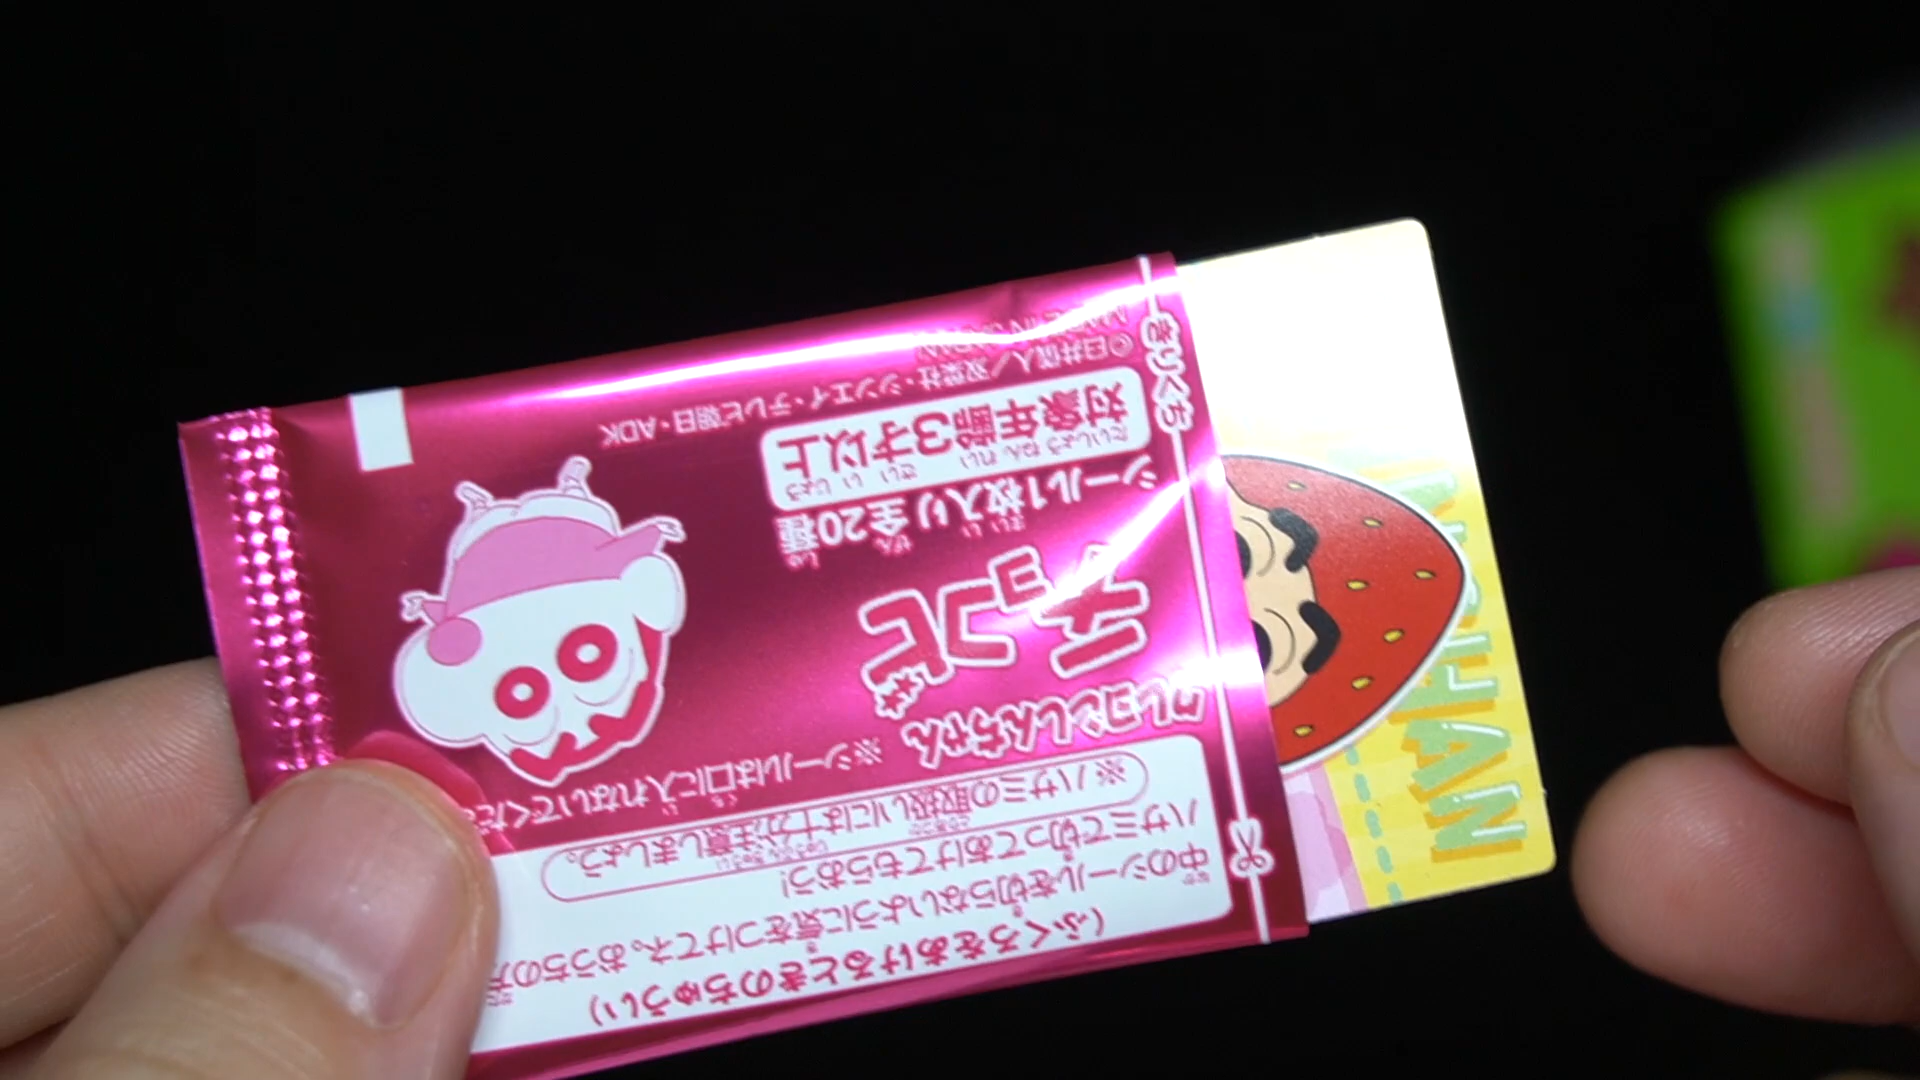 (ふくろをあけるときのちゅうい)
中のシールを切らないように気をつけてネ。おうちの方
ハサミで切ってあけてもらおう!
※ハサミの取扱いには十分注意しましょう。
※シールは口に入れないでくだ
クレヨンしんちゃん
チョコビ
シール1枚入り 全20種
対象年齢3才以上
©臼井儀人/双葉社・シンエイ・テレビ朝日・ADK
MADE IN JAPAN
きりくち